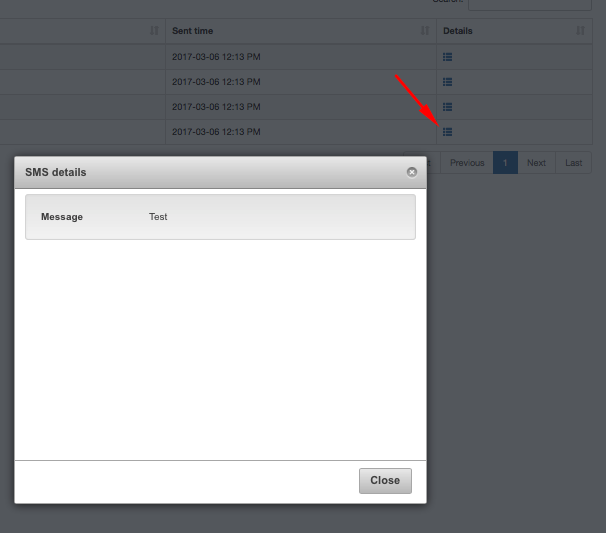 Sent time Details
2017-03-06 12:13 PM
2017-03-06 12:13 PM
2017-03-06 12:13 PM
2017-03-06 12:13 PM
Previous 1 Next Last
SMS details
Message Test
Close